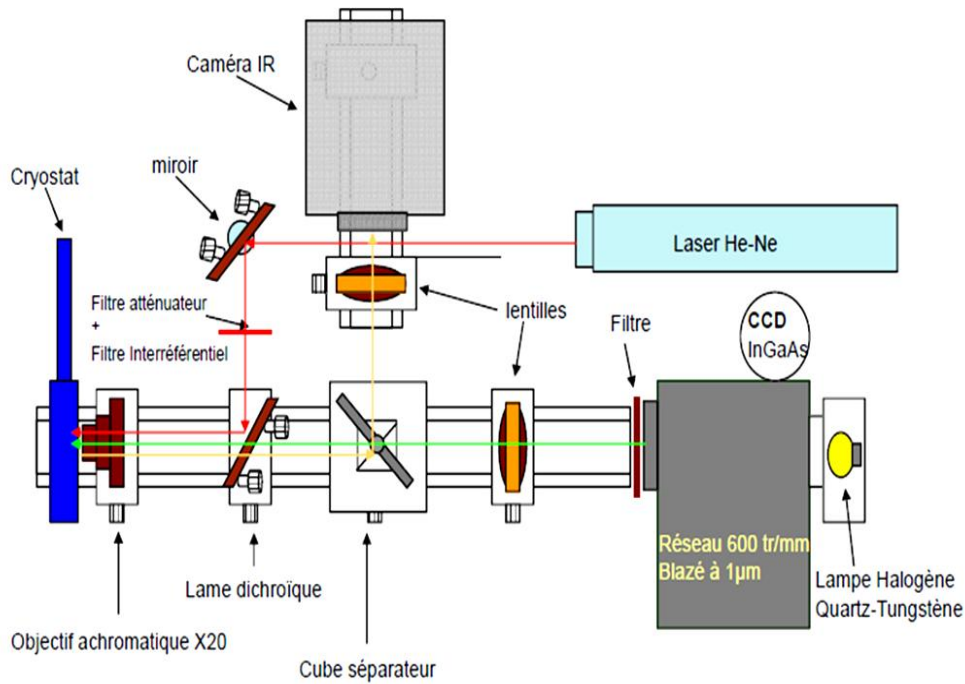 Caméra IR
miroir
Cryostat
Laser He-Ne
Filtre atténuateur
+
Filtre Interréférentiel
lentilles
Filtre
CCD
InGaAs
Réseau 600 tr/mm
Blazé à 1µm
Lampe Halogène
Quartz-Tungstène
Lame dichroïque
Objectif achromatique X20
Cube séparateur